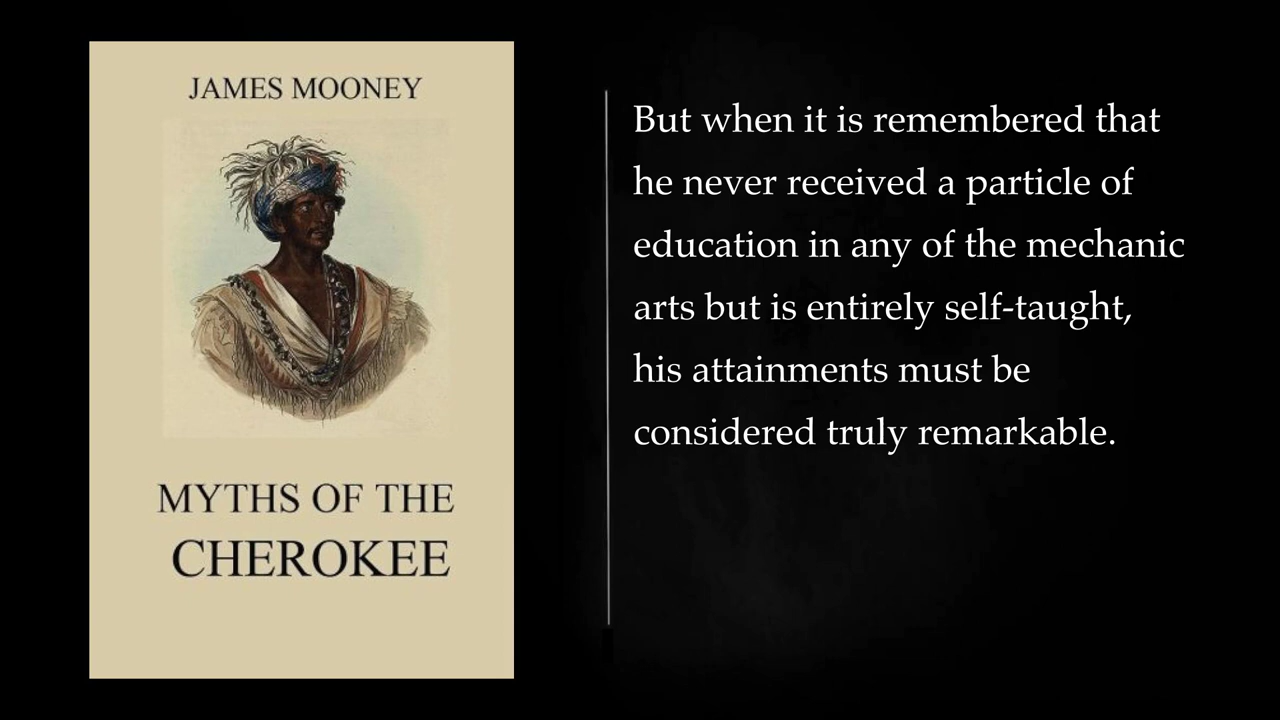 JAMES MOONEY
MYTHS OF THE
CHEROKEE
But when it is remembered that
he never received a particle of
education in any of the mechanic
arts but is entirely self-taught,
his attainments must be
considered truly remarkable.